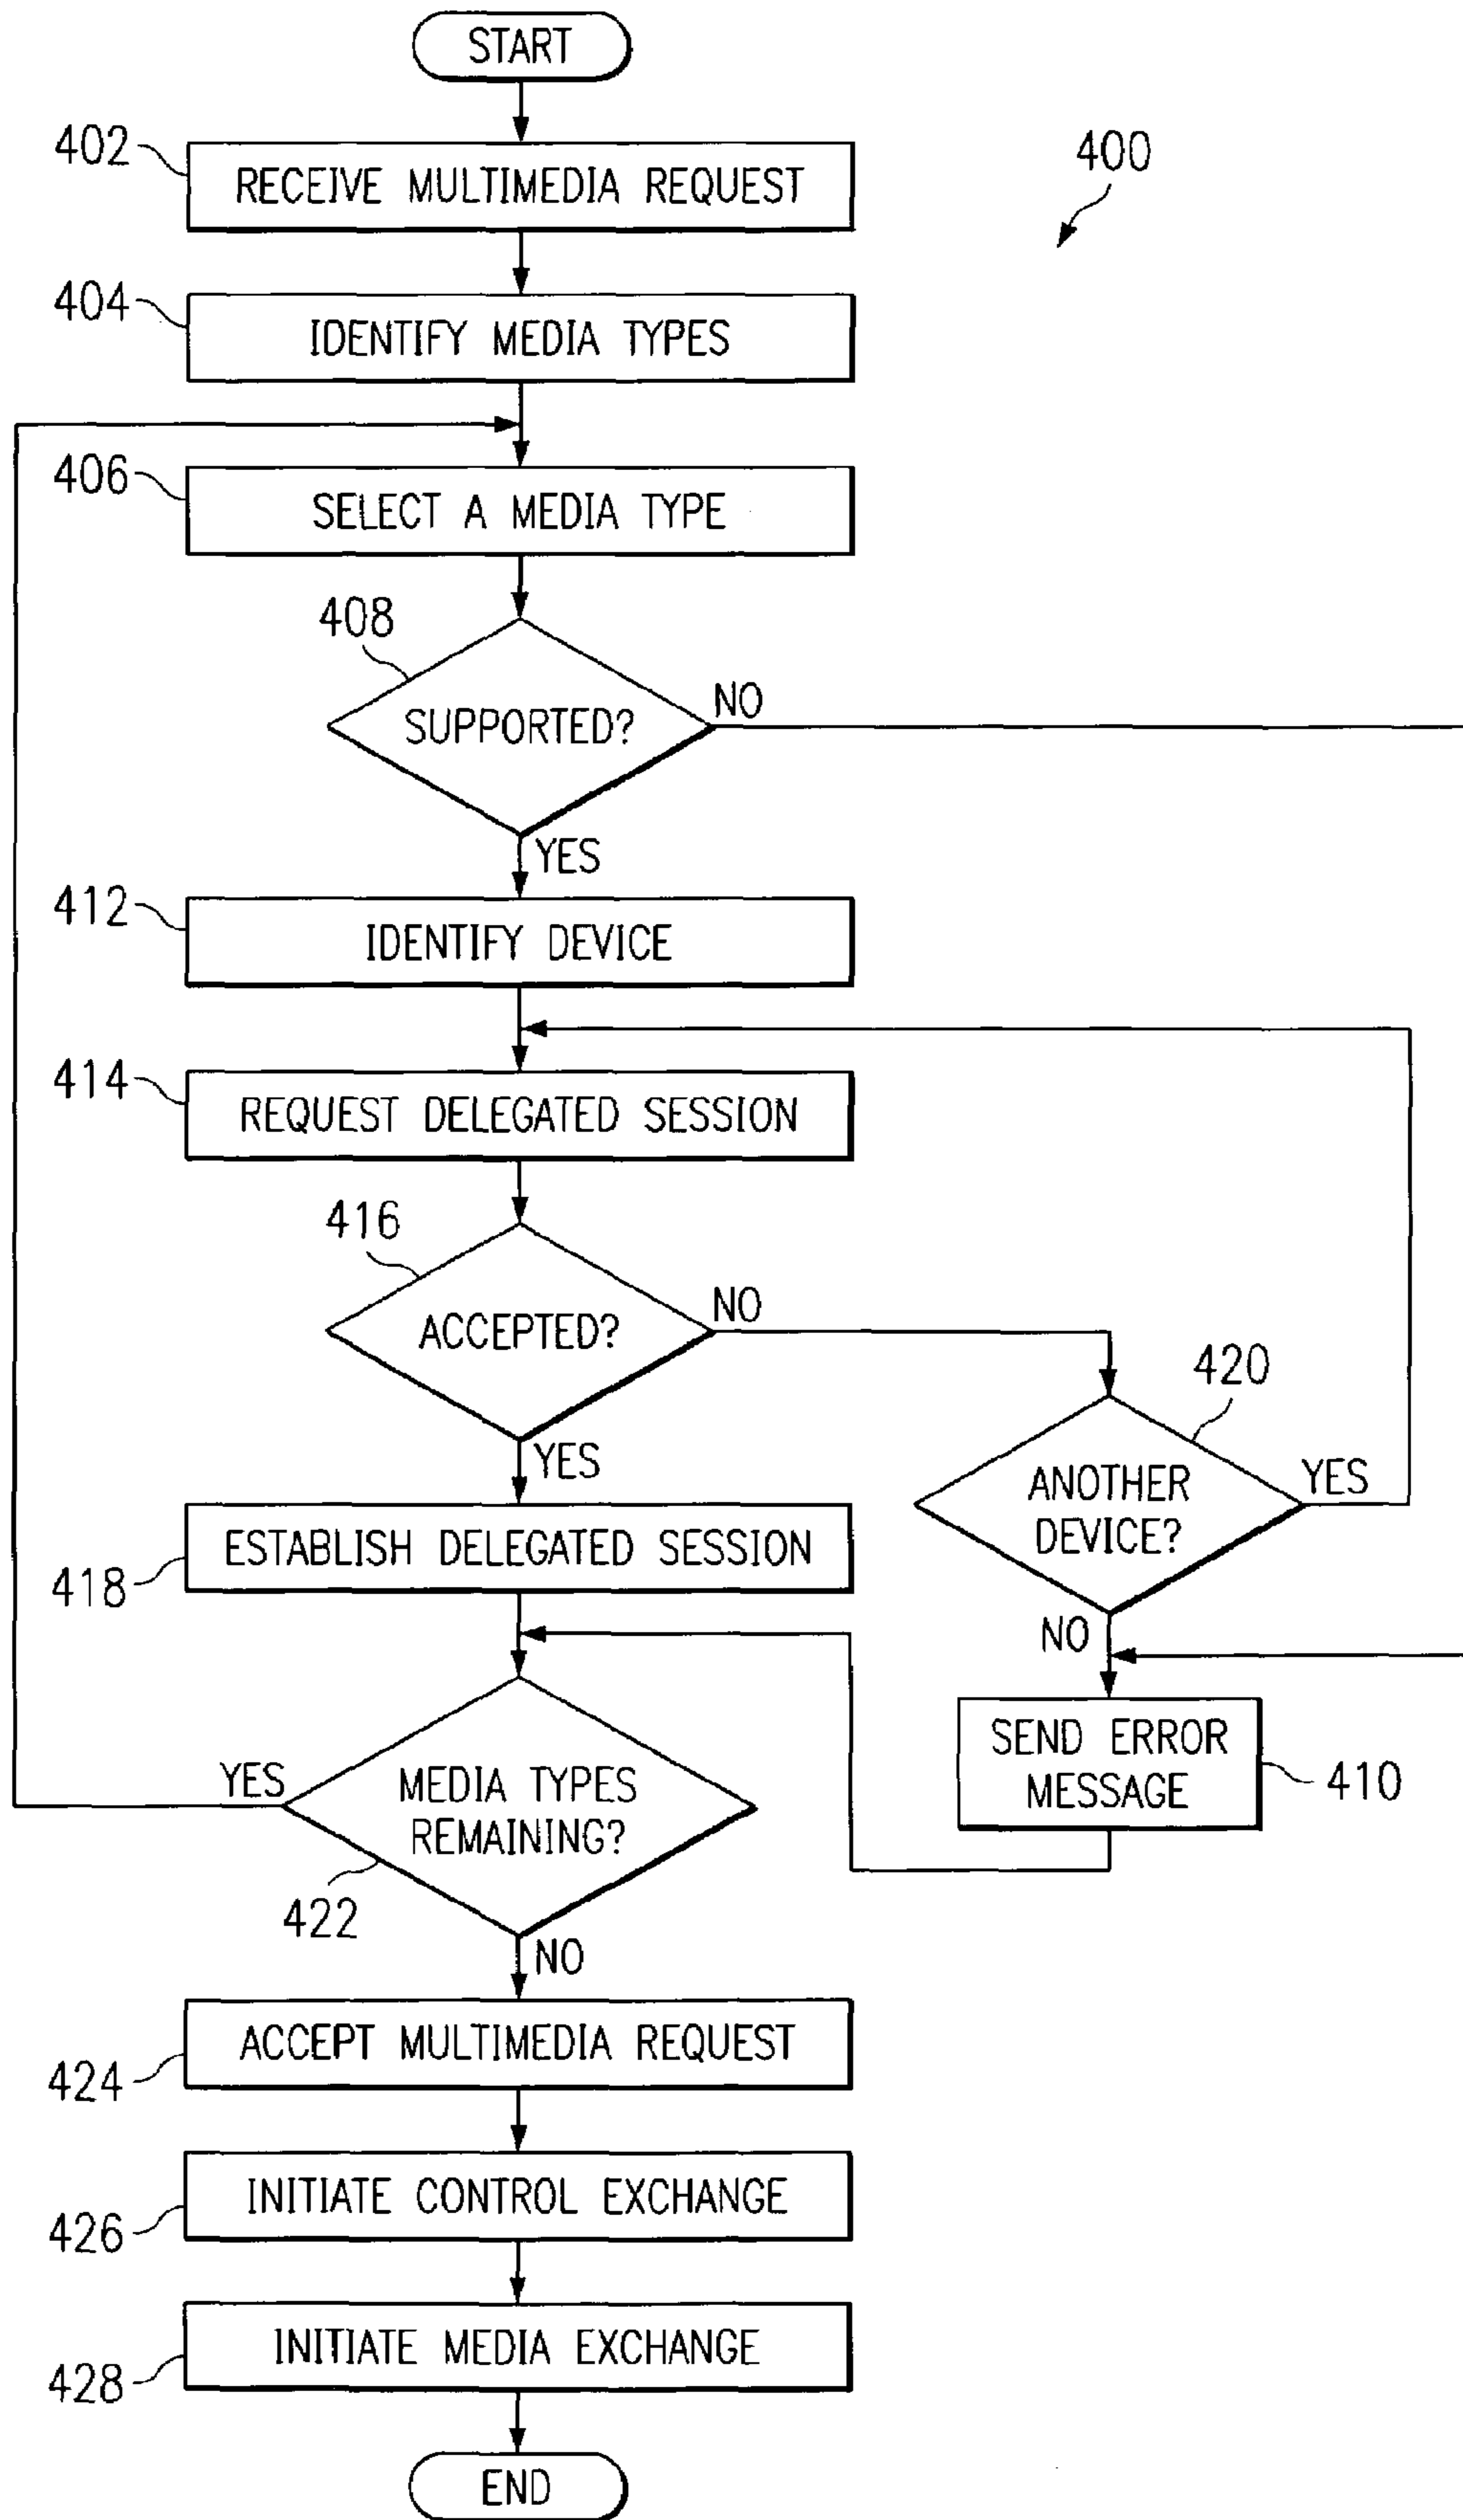 START
402
RECEIVE MULTIMEDIA REQUEST
400
404
IDENTIFY MEDIA TYPES
406
SELECT A MEDIA TYPE
408
SUPPORTED?
NO
YES
412
IDENTIFY DEVICE
414
REQUEST DELEGATED SESSION
416
ACCEPTED?
NO
420
YES
ANOTHER
DEVICE?
YES
ESTABLISH DELEGATED SESSION
418
NO
SEND ERROR
MESSAGE
410
YES
MEDIA TYPES
REMAINING?
422
NO
ACCEPT MULTIMEDIA REQUEST
424
INITIATE CONTROL EXCHANGE
426
INITIATE MEDIA EXCHANGE
428
END